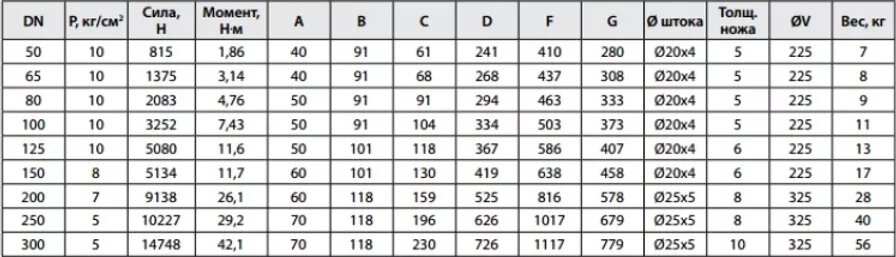 DN P, кг/см² Сила, Н Момент, Н·м A B C D F G Ø штока Толщ. ножа ØV Вес, кг
50 10 815 1,86 40 91 61 241 410 280 Ø20x4 5 225 7
65 10 1375 3,14 40 91 68 268 437 308 Ø20x4 5 225 8
80 10 2083 4,76 50 91 91 294 463 333 Ø20x4 5 225 9
100 10 3252 7,43 50 91 104 334 503 373 Ø20x4 5 225 11
125 10 5080 11,6 50 101 118 367 586 407 Ø20x4 6 225 13
150 8 5134 11,7 60 101 130 419 638 458 Ø20x4 6 225 17
200 7 9138 26,1 60 118 159 525 816 578 Ø25x5 8 325 28
250 5 10227 29,2 70 118 196 626 1017 679 Ø25x5 8 325 40
300 5 14748 42,1 70 118 230 726 1117 779 Ø25x5 10 325 56